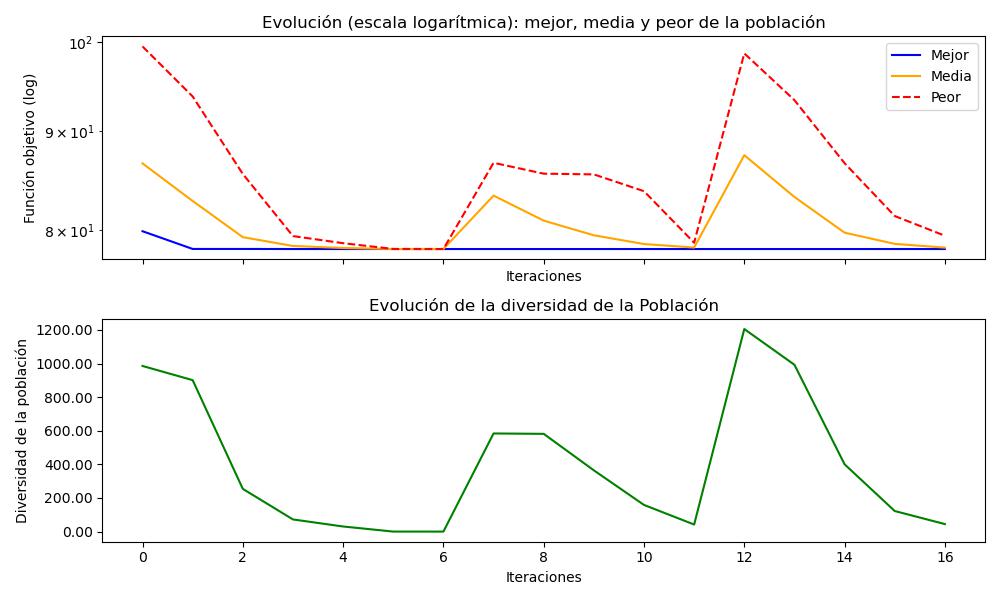 Evolución (escala logarítmica): mejor, media y peor de la población
Función objetivo (log)
10²
9 × 10¹
8 × 10¹
Mejor
Media
Peor
Iteraciones
Evolución de la diversidad de la Población
Diversidad de la población
1200.00
1000.00
800.00
600.00
400.00
200.00
0.00
0 2 4 6 8 10 12 14 16
Iteraciones